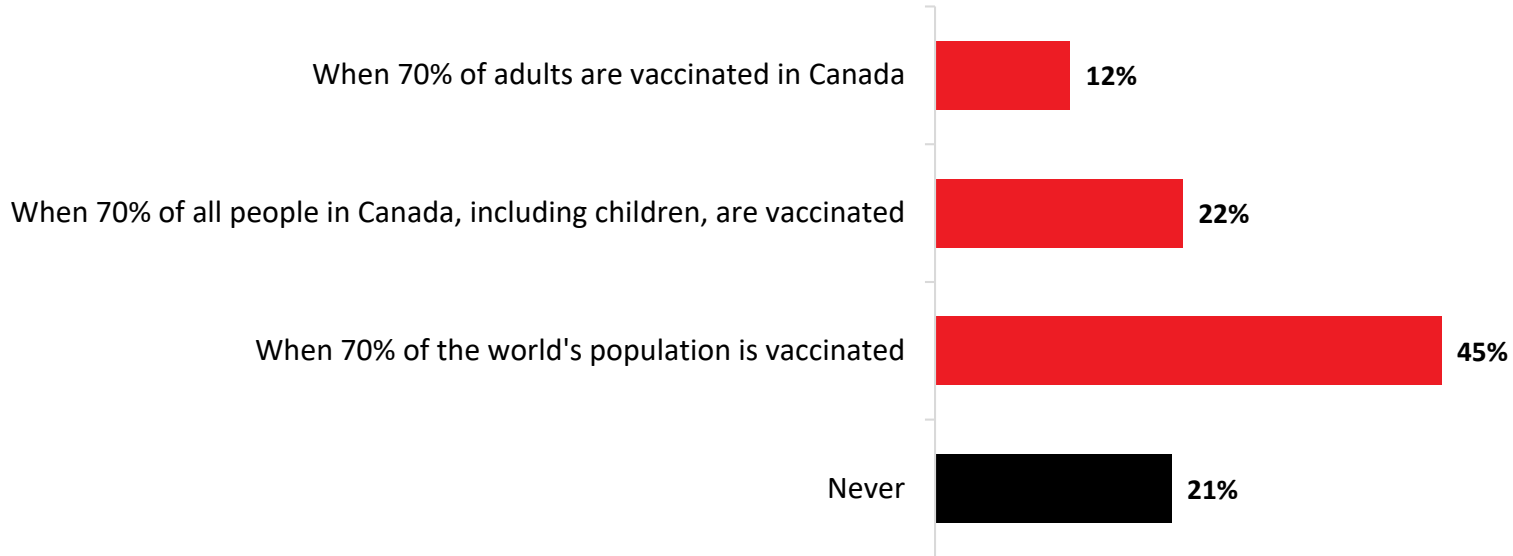 When 70% of adults are vaccinated in Canada 12%
When 70% of all people in Canada, including children, are vaccinated 22%
When 70% of the world's population is vaccinated 45%
Never 21%